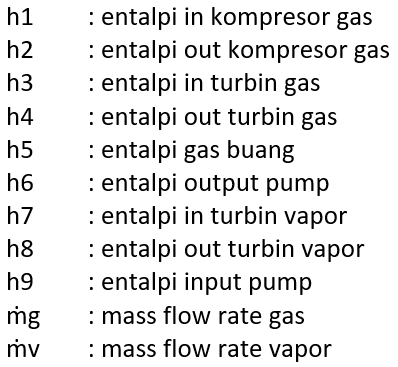 h1 : entalpi in kompresor gas
h2 : entalpi out kompresor gas
h3 : entalpi in turbin gas
h4 : entalpi out turbin gas
h5 : entalpi gas buang
h6 : entalpi output pump
h7 : entalpi in turbin vapor
h8 : entalpi out turbin vapor
h9 : entalpi input pump
ṁg : mass flow rate gas
ṁv : mass flow rate vapor